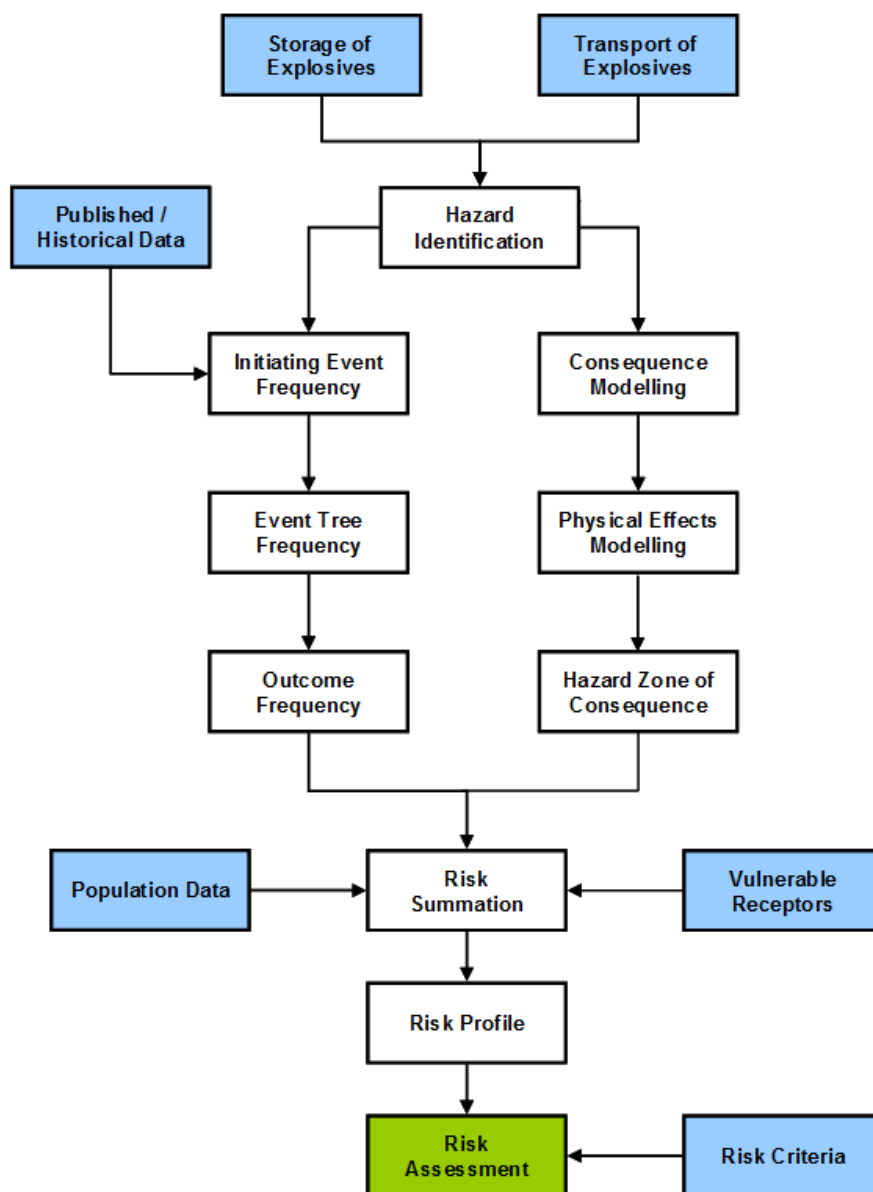 Storage of
Explosives
Transport of
Explosives
Published /
Historical Data
Hazard
Identification
Initiating Event
Frequency
Consequence
Modelling
Event Tree
Frequency
Physical Effects
Modelling
Outcome
Frequency
Hazard Zone of
Consequence
Population Data
Risk
Summation
Vulnerable
Receptors
Risk Profile
Risk
Assessment
Risk Criteria